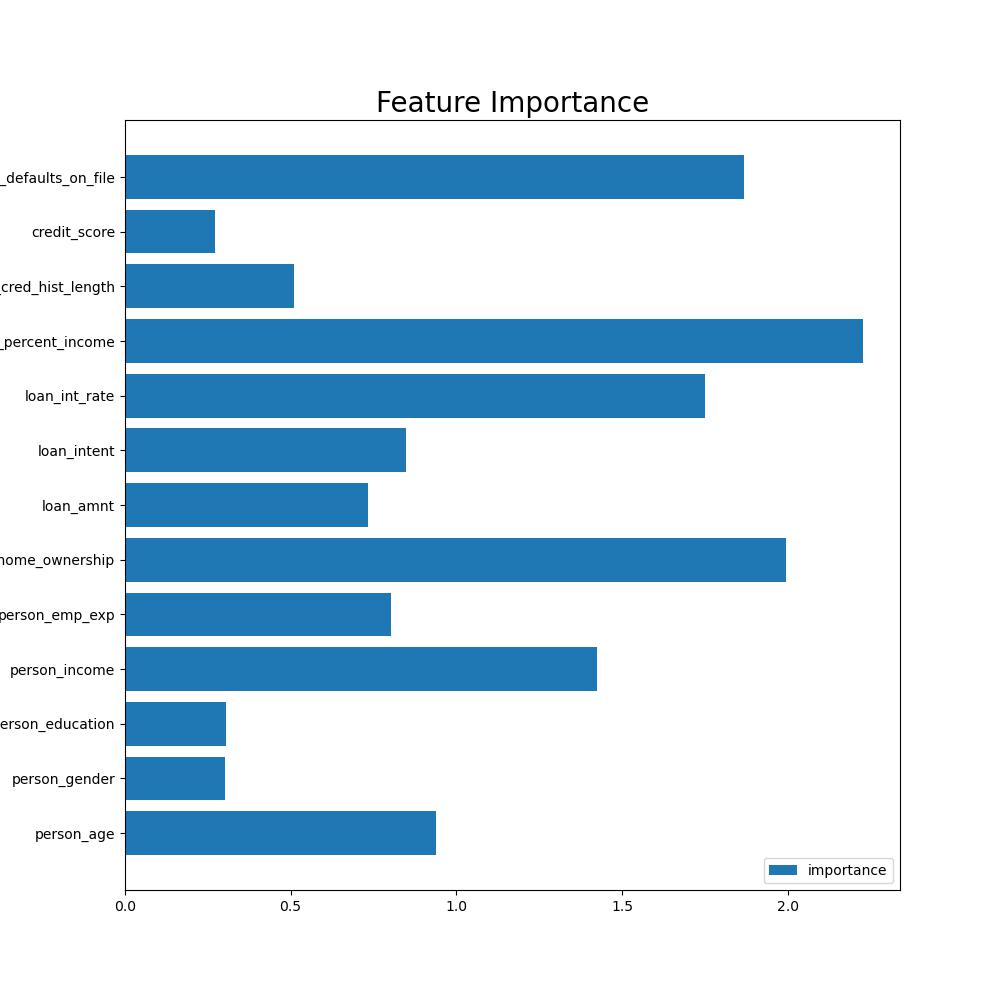 Feature Importance
_defaults_on_file
credit_score
cred_hist_length
_percent_income
loan_int_rate
loan_intent
loan_amnt
home_ownership
person_emp_exp
person_income
erson_education
person_gender
person_age
importance
0.0 0.5 1.0 1.5 2.0